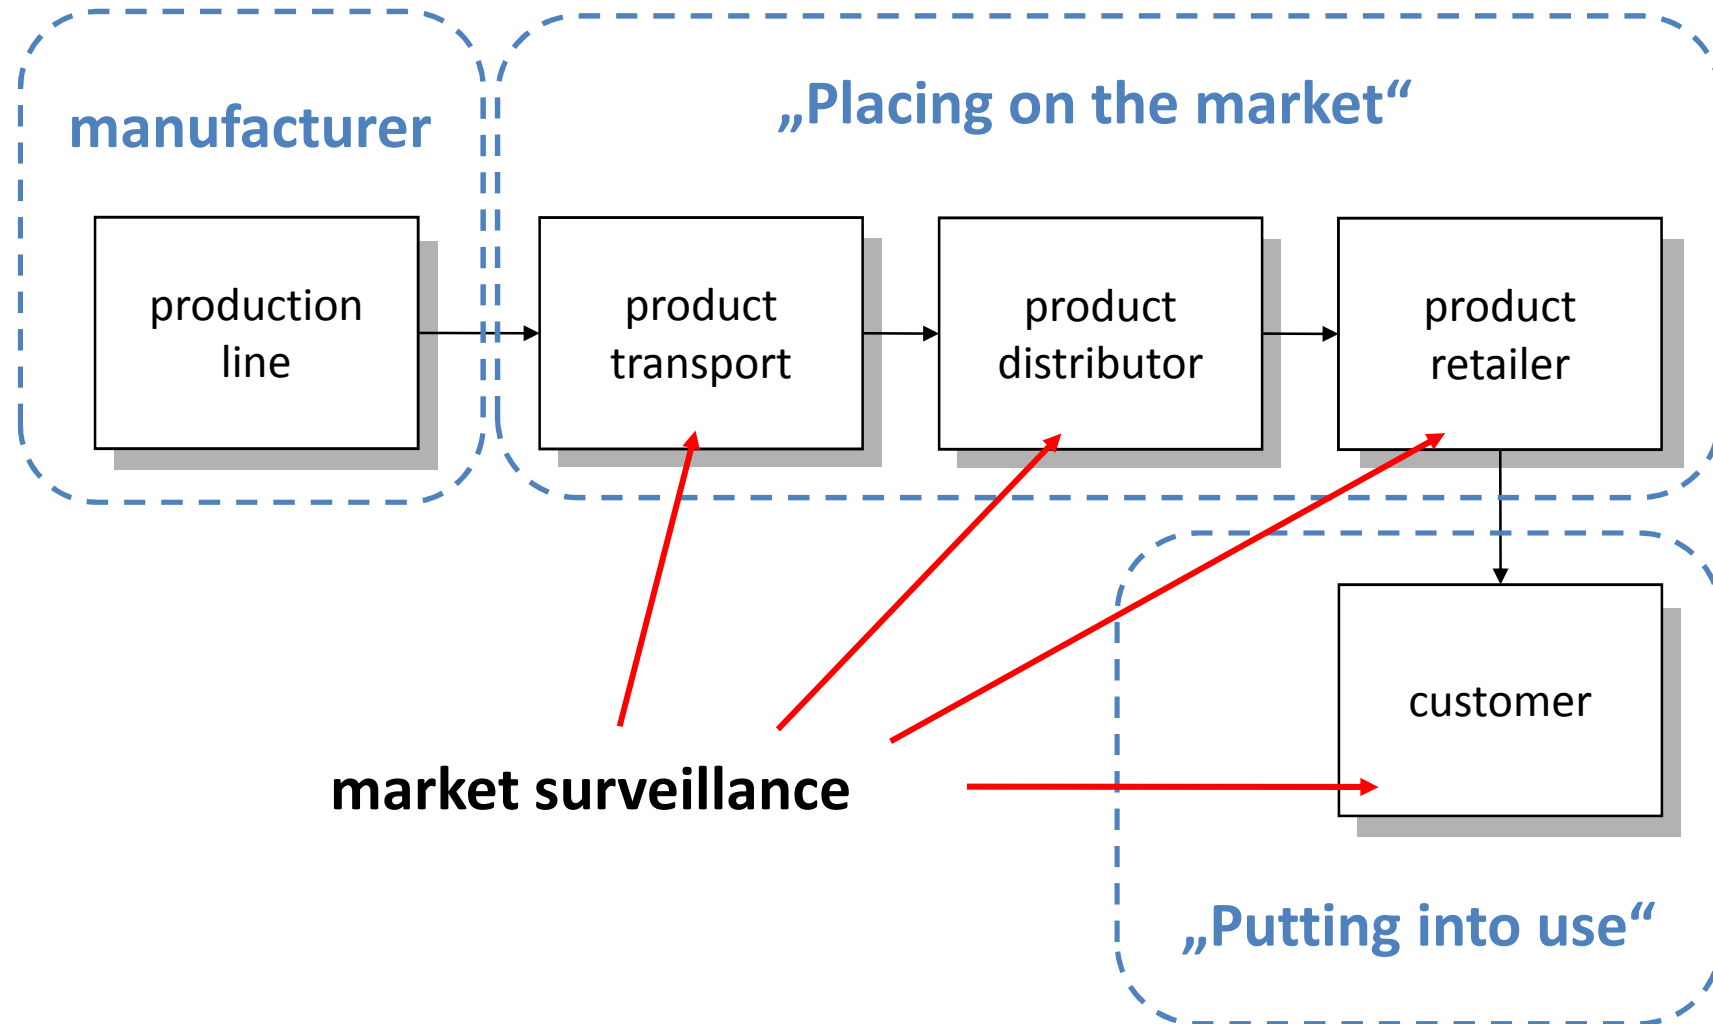 manufacturer
„Placing on the market“
production
line
product
transport
product
distributor
product
retailer
customer
market surveillance
„Putting into use“